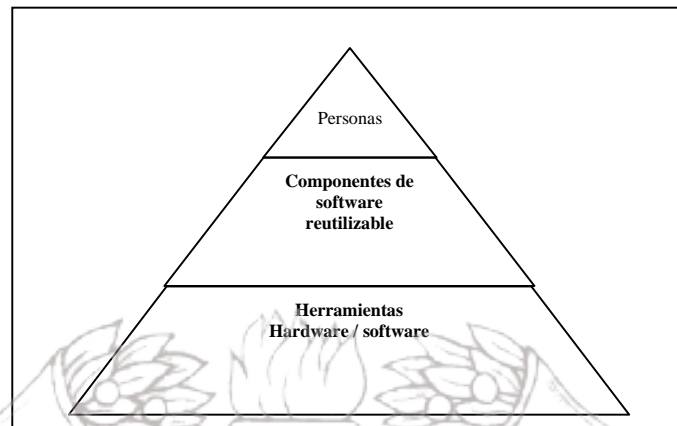 Personas
Componentes de
software
reutilizable
Herramientas
Hardware / software